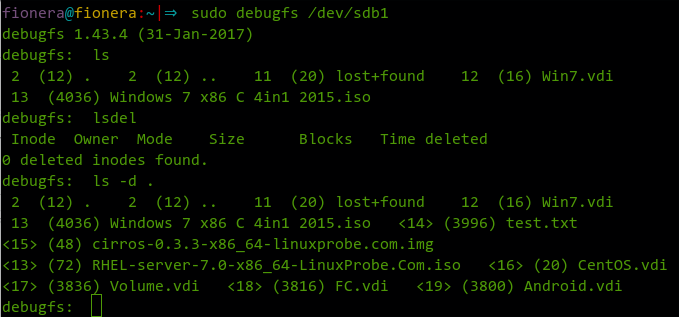 fionera@fionera:~|⇒  sudo debugfs /dev/sdb1
debugfs 1.43.4 (31-Jan-2017)
debugfs:  ls
 2  (12) .    2  (12) ..    11  (20) lost+found    12  (16) Win7.vdi
 13  (4036) Windows 7 x86 C 4in1 2015.iso
debugfs:  lsdel
 Inode  Owner  Mode    Size      Blocks   Time deleted
0 deleted inodes found.
debugfs:  ls -d .
 2  (12) .    2  (12) ..    11  (20) lost+found    12  (16) Win7.vdi
 13  (4036) Windows 7 x86 C 4in1 2015.iso   <14> (3996) test.txt
<15> (48) cirros-0.3.3-x86_64-linuxprobe.com.img
<13> (72) RHEL-server-7.0-x86_64-LinuxProbe.Com.iso   <16> (20) CentOS.vdi
<17> (3836) Volume.vdi   <18> (3816) FC.vdi   <19> (3800) Android.vdi
debugfs: